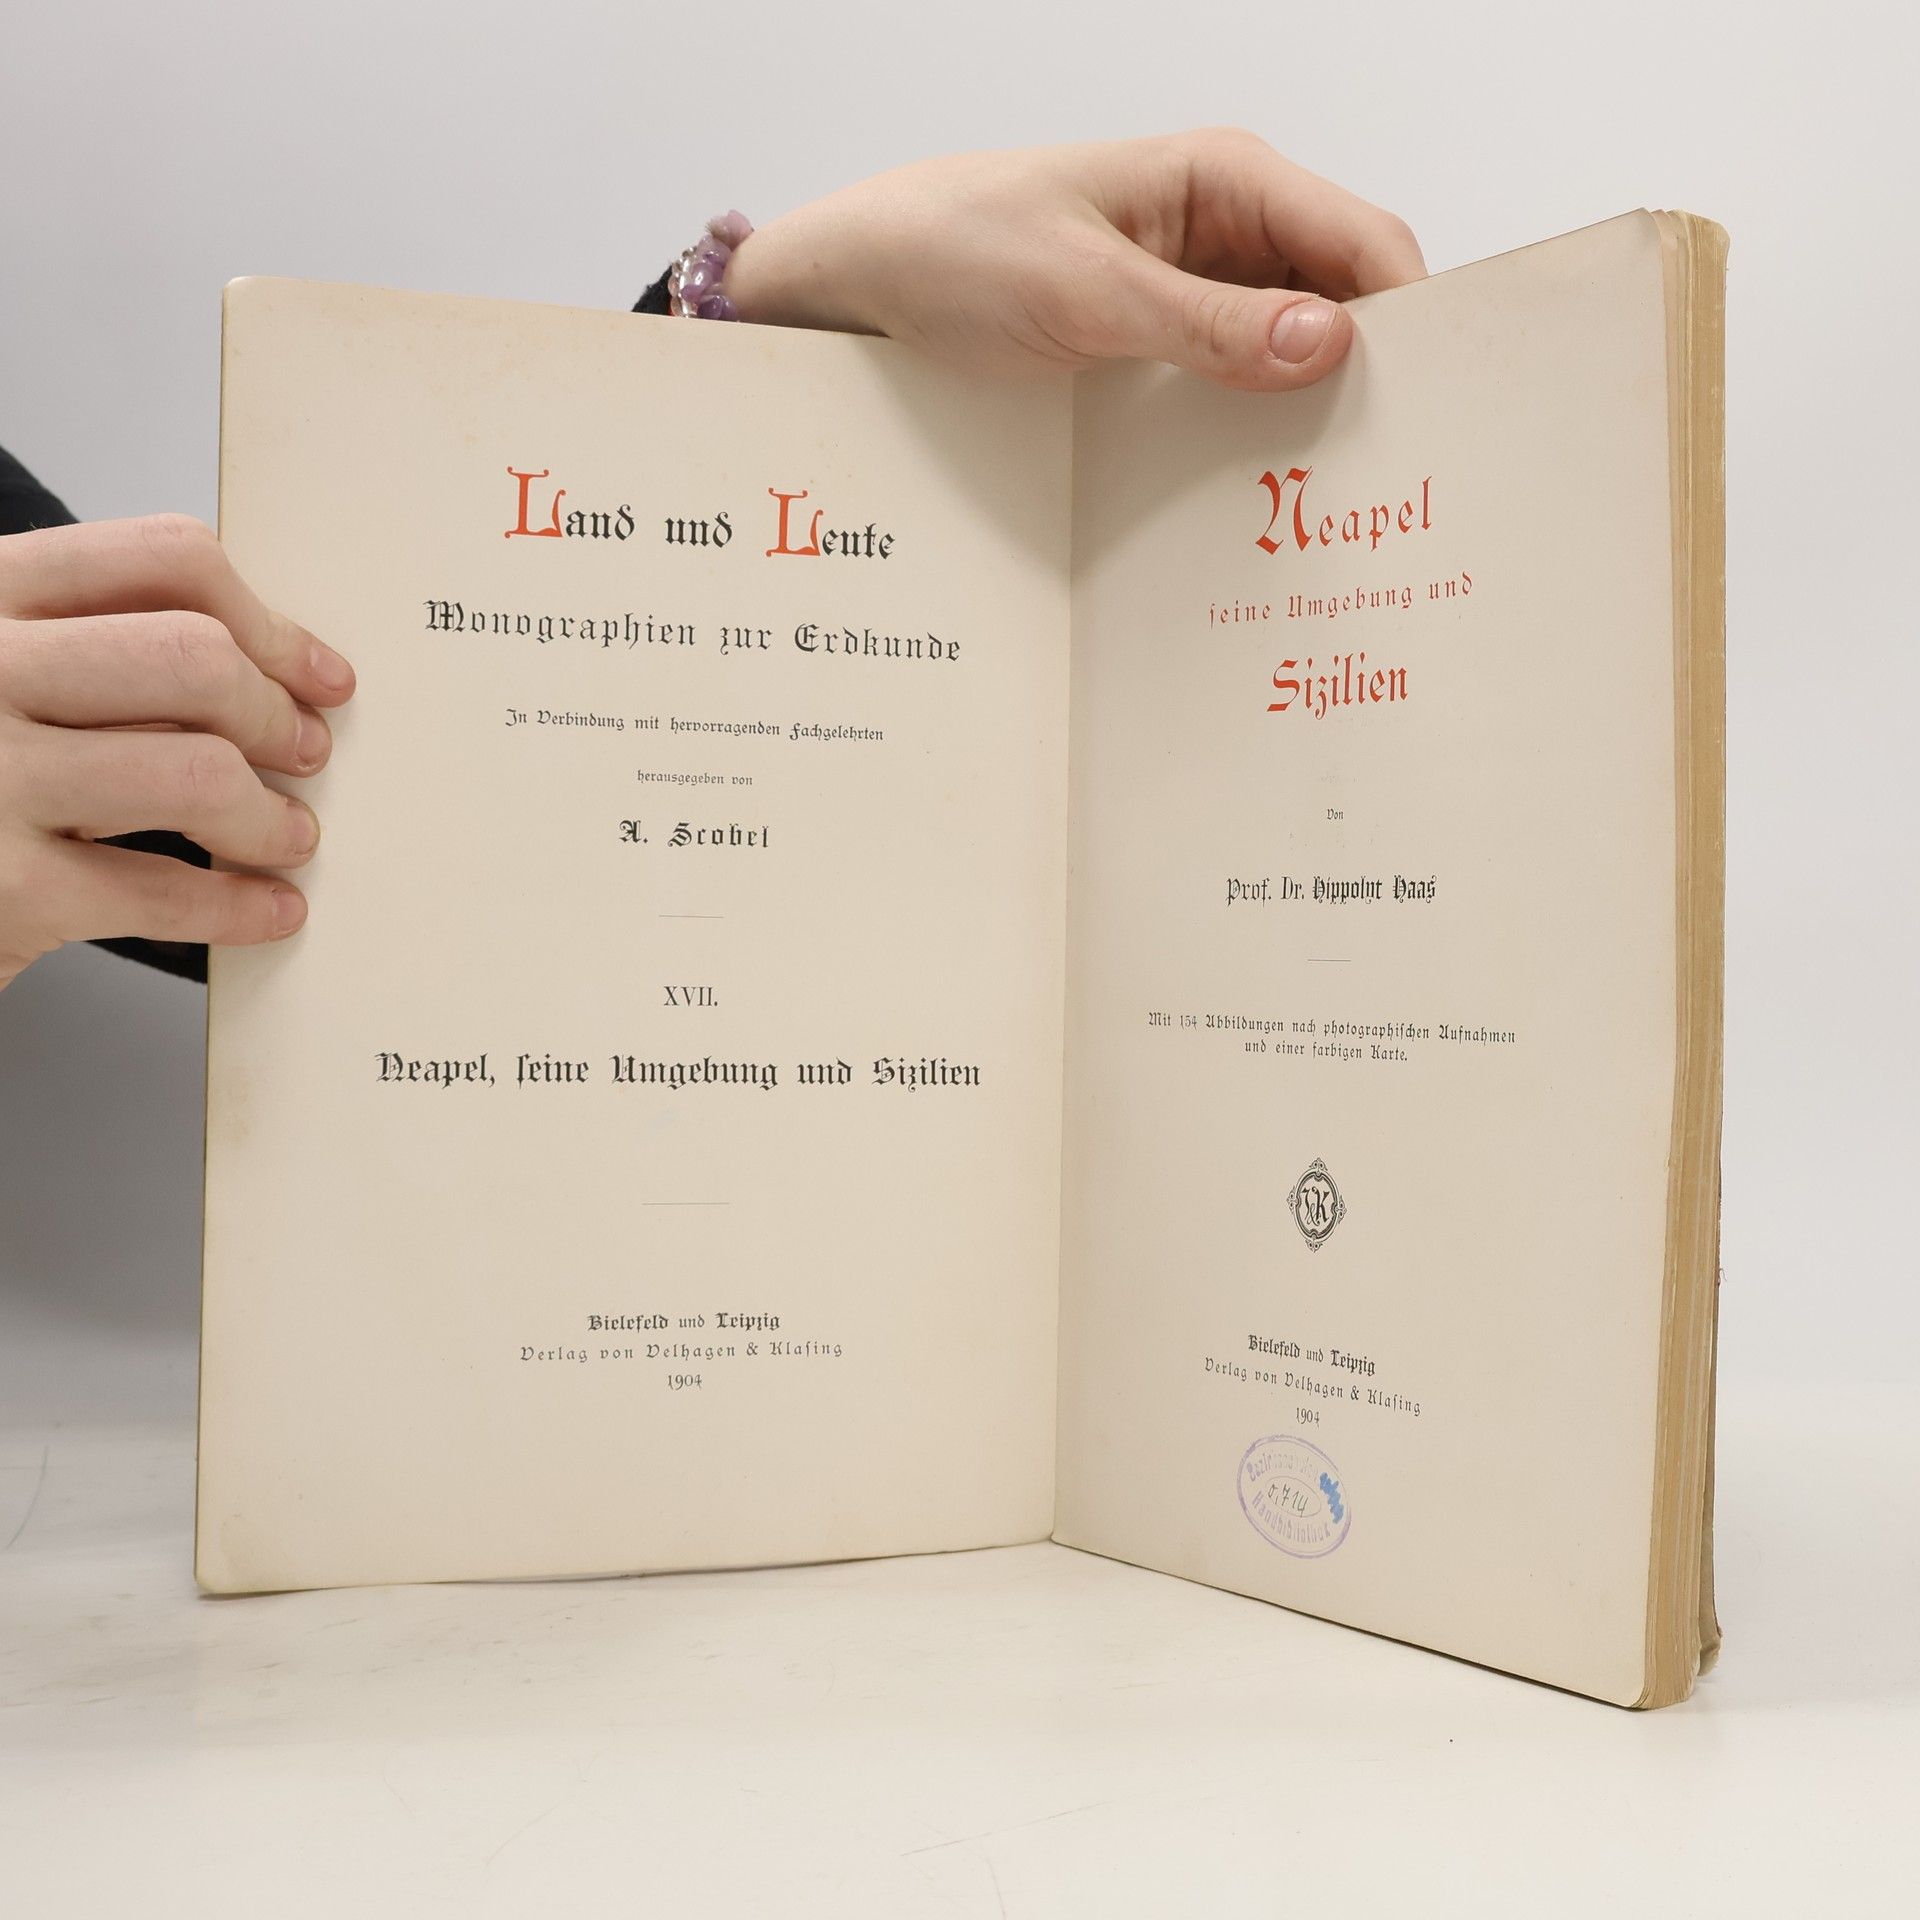 Land und Leute
Monographien zur Erdkunde
In Verbindung mit hervorragenden Fachgelehrten
herausgegeben von
A. Scobel
XVII.
Neapel, ſeine Umgebung und Sizilien
Bielefeld und Leipzig
Verlag von Velhagen & Klaſing
1904
Neapel
ſeine Umgebung und
Sizilien
Von
Prof. Dr. Hippolyt Haas
Mit 154 Abbildungen nach photographiſchen Aufnahmen
und einer farbigen Karte.
V&K
Bielefeld und Leipzig
Verlag von Velhagen & Klaſing
1904
Handbibliothek